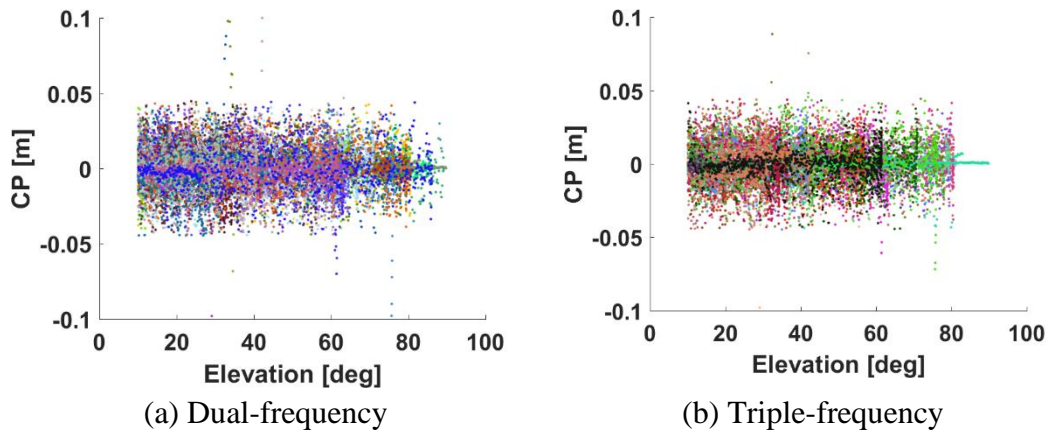 0.1
0.05
0
-0.05
-0.1
CP [m]
0 20 40 60 80 100
Elevation [deg]
(a) Dual-frequency
0.1
0.05
0
-0.05
-0.1
CP [m]
0 20 40 60 80 100
Elevation [deg]
(b) Triple-frequency